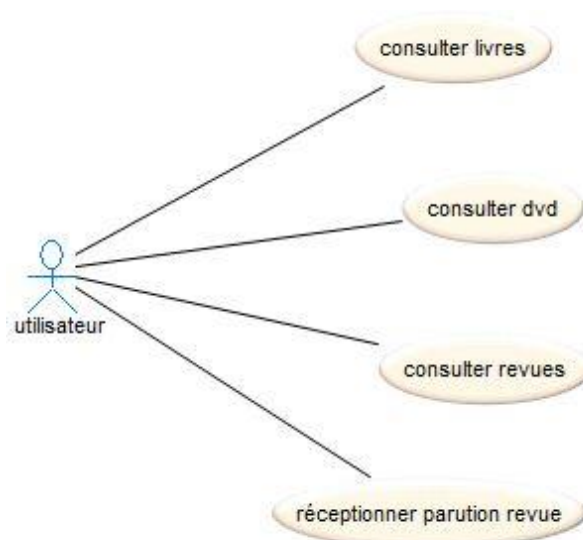 consulter livres
consulter dvd
utilisateur
consulter revues
réceptionner parution revue